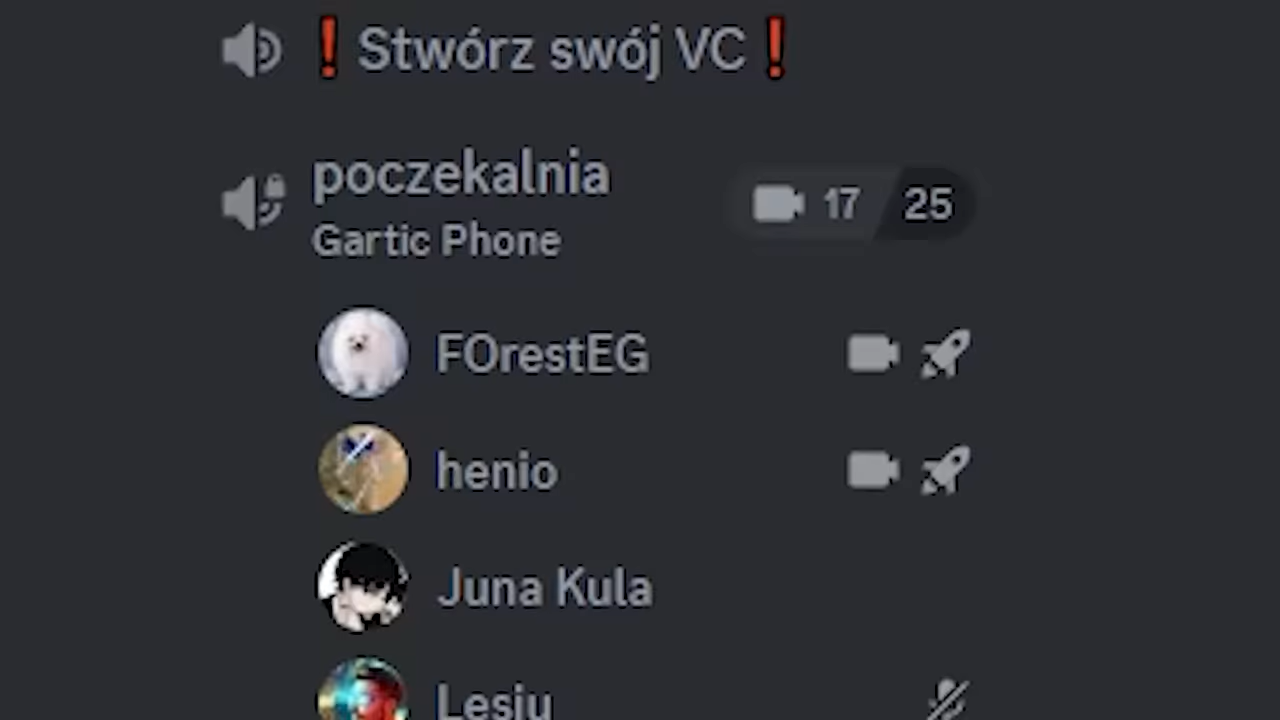 ❗Stwórz swój VC❗
poczekalnia
Gartic Phone
17 25
FOrestEG
henio
Juna Kula
Lesiu